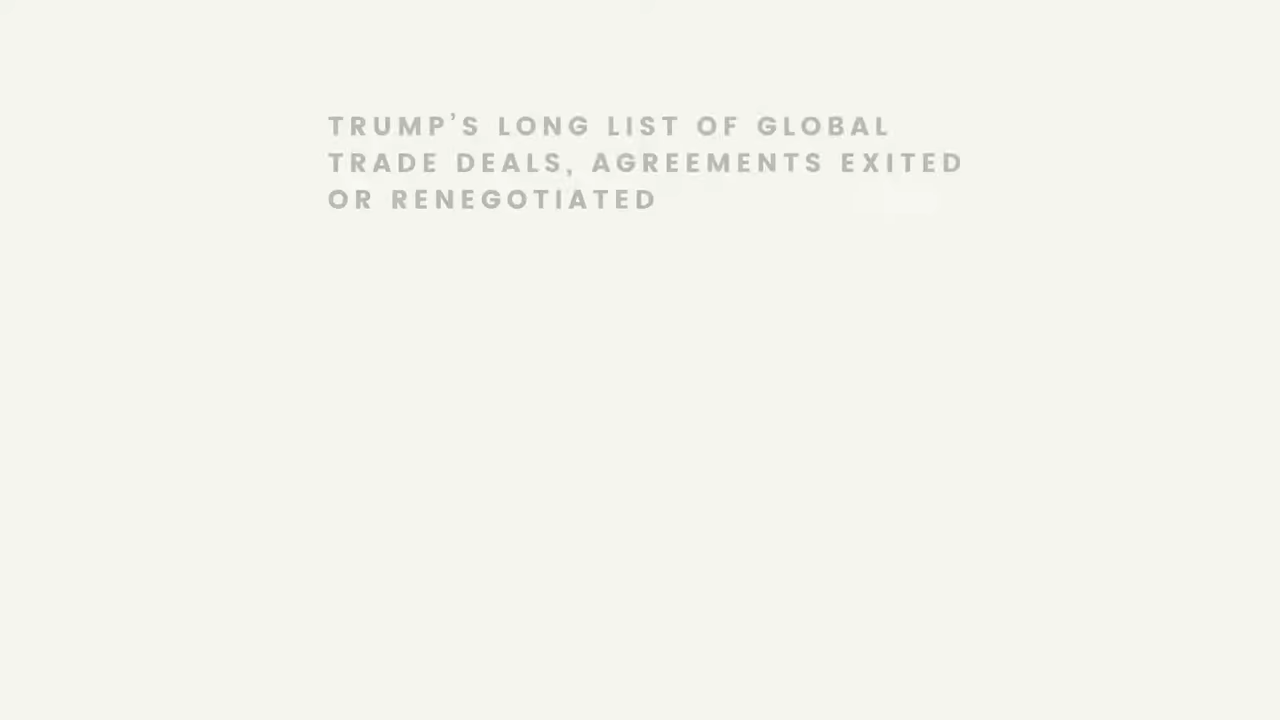 TRUMP’S LONG LIST OF GLOBAL
TRADE DEALS, AGREEMENTS EXITED
OR RENEGOTIATED